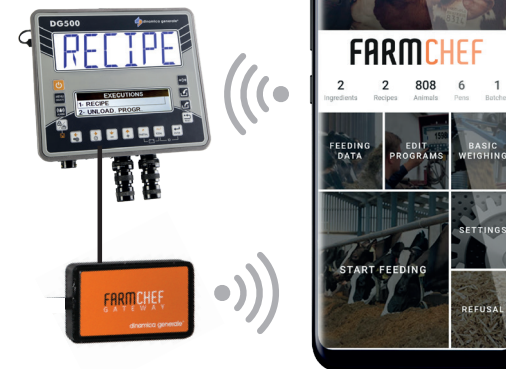 DG500
dinamica generale
RECIPE
EXECUTIONS
1- RECIPE
2- UNLOAD. PROGR.
FARMCHEF
GATEWAY
dinamica generale
FARMCHEF
2 2 808 6 1
Ingredients Recipes Animals Pens Batches
FEEDING
DATA
EDIT
PROGRAMS
BASIC
WEIGHING
START FEEDING
SETTINGS
REFUSAL